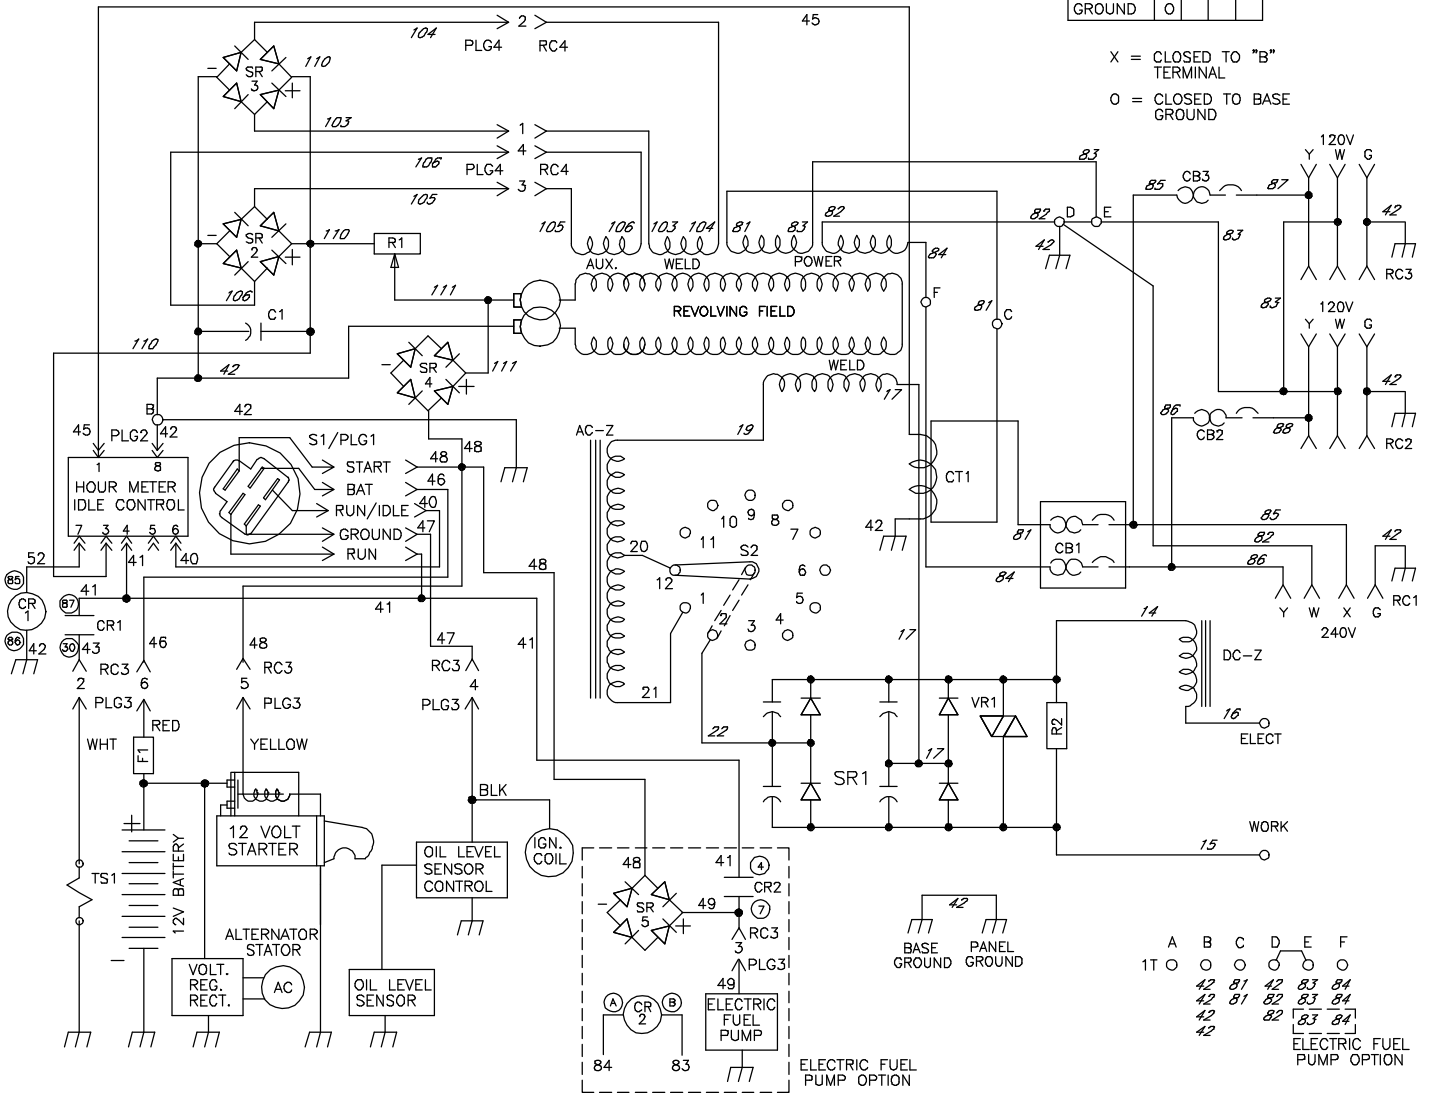 GROUND O
X = CLOSED TO "B"
TERMINAL
O = CLOSED TO BASE
GROUND
104
PLG4 2 RC4
45
110
SR
3
- +
103
1
106
4
PLG4 RC4
105
3
SR
2
- +
110
R1
106
111
C1
110
42
105 106 103 104 81 83 82
AUX. WELD POWER
84
REVOLVING FIELD
WELD
17
F
81 C
83
82 D E
42
83
85 CB3 87
120V
Y W G
42
RC3
83
120V
Y W G
42
RC2
86 CB2 88
SR
4
- +
111
B
42
42
45 PLG2
1 8
HOUR METER
IDLE CONTROL
7 3 4 5 6
S1/PLG1
START
BAT
RUN/IDLE
GROUND
RUN
48
48
46
40
47
52
41
40
48
AC-Z
19
20
21
22
CT1
42
17
S2
1 2 3 4 5 6 7 8 9 10 11 12
81
84
CB1
85
82
86
42
Y W X G
RC1
240V
85
CR
1
86
42
87
CR1
30
41
43
41
46
48
47
41
RC3 RC3 RC3
2 6 5 4
PLG3 PLG3 PLG3
WHT
RED
F1
YELLOW
BLK
TS1
+
12V BATTERY
-
12 VOLT
STARTER
ALTERNATOR
STATOR
VOLT.
REG.
RECT.
AC
OIL LEVEL
SENSOR
CONTROL
OIL LEVEL
SENSOR
IGN.
COIL
48
SR
5
- +
49
41
4
CR2
7
RC3
3
PLG3
49
ELECTRIC
FUEL
PUMP
A CR B
2
84 83
ELECTRIC FUEL
PUMP OPTION
SR1
17
VR1
R2
14
DC-Z
16
ELECT
WORK
15
42
BASE
GROUND
PANEL
GROUND
A B C D E F
1T
42 81 42 83 84
42 81 82 83 84
42 82 83 84
42
ELECTRIC FUEL
PUMP OPTION